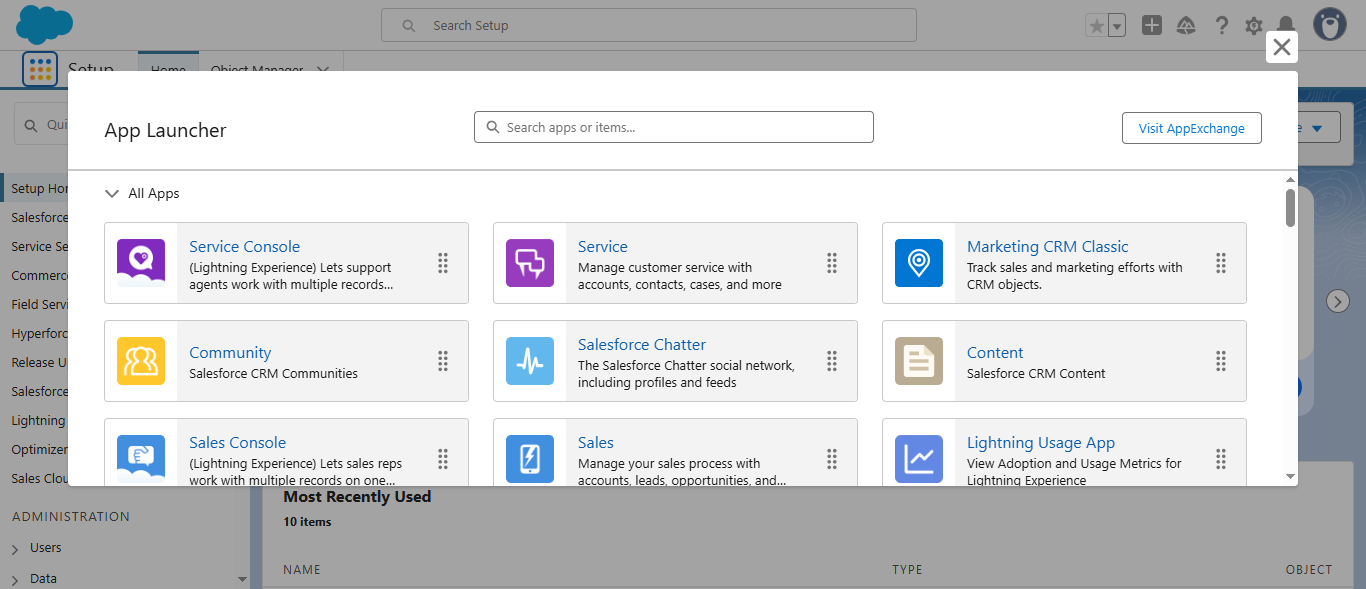 Search Setup
Setup
Home
Object Manager
Qui
App Launcher
Search apps or items...
Visit AppExchange
All Apps
Service Console
(Lightning Experience) Lets support
agents work with multiple records...
Service
Manage customer service with
accounts, contacts, cases, and more
Marketing CRM Classic
Track sales and marketing efforts with
CRM objects.
Community
Salesforce CRM Communities
Salesforce Chatter
The Salesforce Chatter social network,
including profiles and feeds
Content
Salesforce CRM Content
Sales Console
(Lightning Experience) Lets sales reps
work with multiple records on one...
Sales
Manage your sales process with
accounts, leads, opportunities, and...
Lightning Usage App
View Adoption and Usage Metrics for
Lightning Experience
Setup Hor
Salesforce
Service Se
Commerc
Field Servi
Hyperforc
Release U
Salesforce
Lightning
Optimizer
Sales Clou
ADMINISTRATION
Users
Data
Most Recently Used
10 items
NAME
TYPE
OBJECT